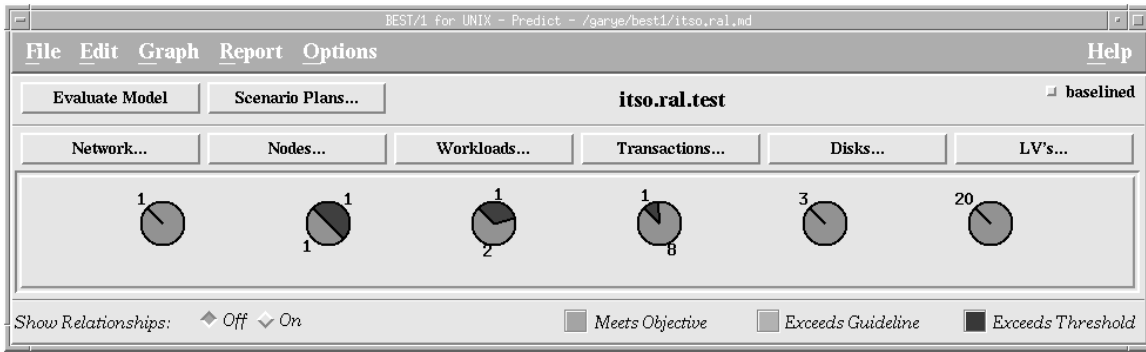 BEST/1 for UNIX - Predict - /garye/best1/itso.ral.md
File Edit Graph Report Options Help
Evaluate Model Scenario Plans... itso.ral.test baselined
Network... Nodes... Workloads... Transactions... Disks... LV's...
1 1 1 1 3 20
1 2 8
Show Relationships: Off On Meets Objective Exceeds Guideline Exceeds Threshold